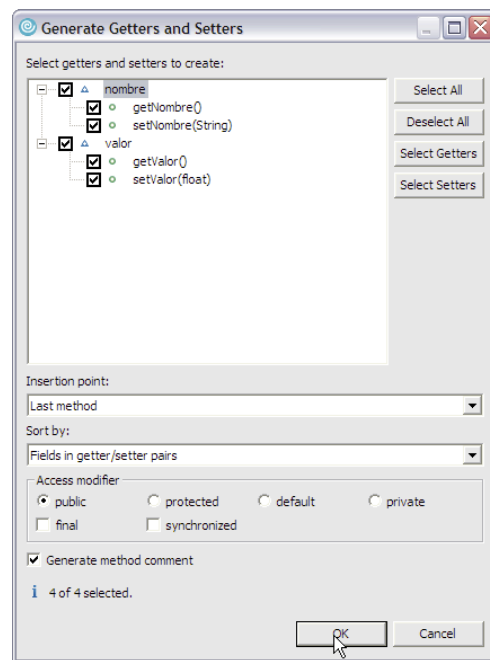 Generate Getters and Setters
Select getters and setters to create:
nombre
getNombre()
setNombre(String)
valor
getValor()
setValor(float)
Select All
Deselect All
Select Getters
Select Setters
Insertion point:
Last method
Sort by:
Fields in getter/setter pairs
Access modifier
public protected default private
final synchronized
Generate method comment
i 4 of 4 selected.
OK Cancel